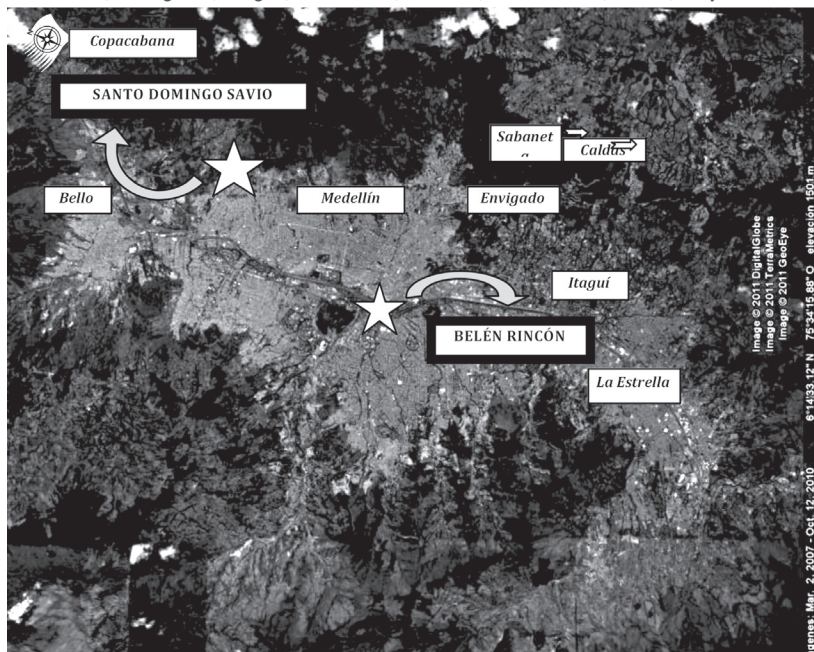 Copacabana
SANTO DOMINGO SAVIO
Sabanet
a
Caldas
Bello
Medellín
Envigado
Itaguí
BELÉN RINCÓN
La Estrella
Image © 2011 DigitalGlobe
Image © 2011 TerraMetrics
Image © 2011 GeoEye
6°14'33.12" N 75°34'15.88" O elevación 1501 m
genes: Mar. 2, 2007 - Oct. 12, 2010